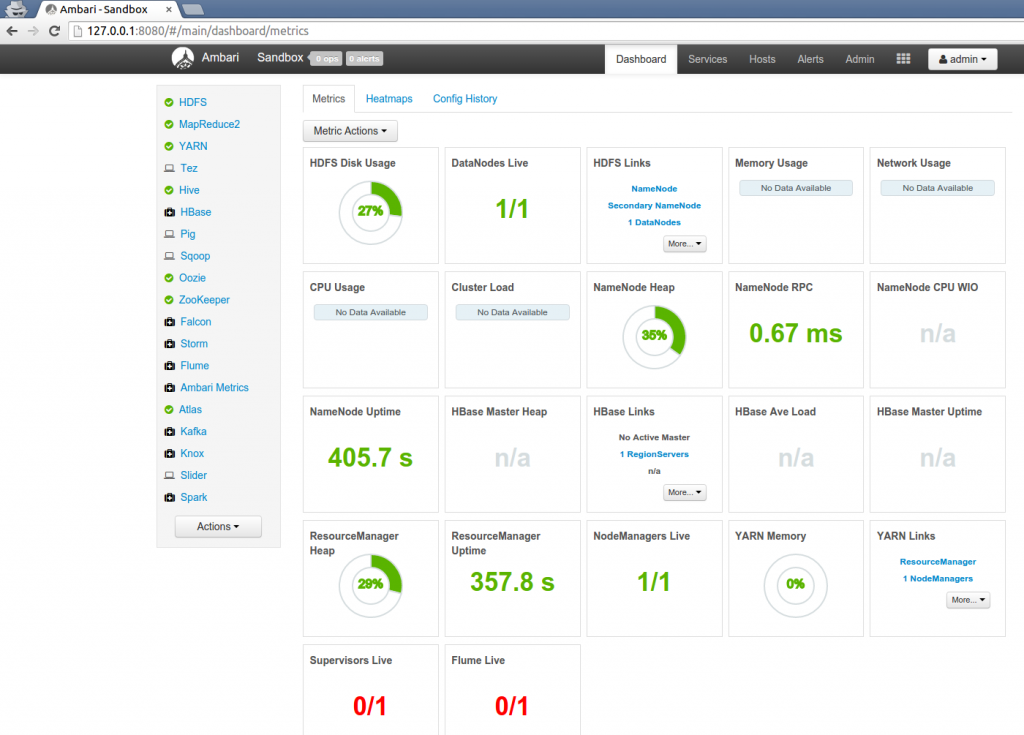 Ambari - Sandbox
127.0.0.1:8080/#/main/dashboard/metrics
Ambari Sandbox 0 ops 0 alerts Dashboard Services Hosts Alerts Admin admin
HDFS
MapReduce2
YARN
Tez
Hive
HBase
Pig
Sqoop
Oozie
ZooKeeper
Falcon
Storm
Flume
Ambari Metrics
Atlas
Kafka
Knox
Slider
Spark
Actions
Metrics Heatmaps Config History
Metric Actions
HDFS Disk Usage
27%
DataNodes Live
1/1
HDFS Links
NameNode
Secondary NameNode
1 DataNodes
More...
Memory Usage
No Data Available
Network Usage
No Data Available
CPU Usage
No Data Available
Cluster Load
No Data Available
NameNode Heap
35%
NameNode RPC
0.67 ms
NameNode CPU WIO
n/a
NameNode Uptime
405.7 s
HBase Master Heap
n/a
HBase Links
No Active Master
1 RegionServers
n/a
More...
HBase Ave Load
n/a
HBase Master Uptime
n/a
ResourceManager
Heap
29%
ResourceManager
Uptime
357.8 s
NodeManagers Live
1/1
YARN Memory
0%
YARN Links
ResourceManager
1 NodeManagers
More...
Supervisors Live
0/1
Flume Live
0/1